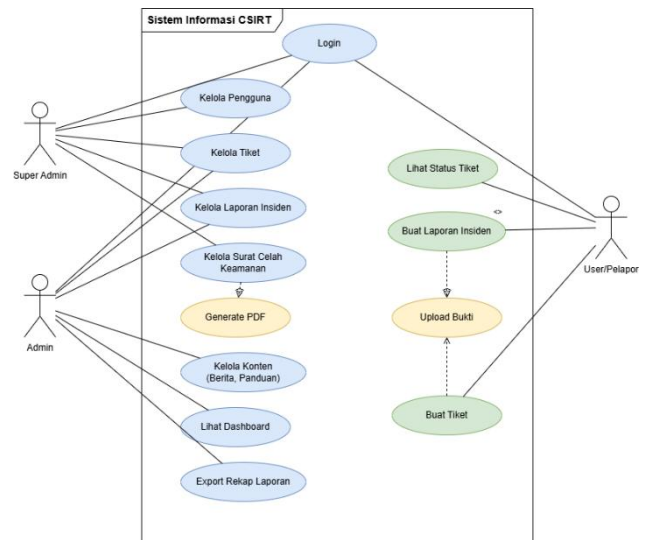 Sistem Informasi CSIRT
Login
Kelola Pengguna
Super Admin
Kelola Tiket
Lihat Status Tiket
Kelola Laporan Insiden
<>
Buat Laporan Insiden
User/Pelapor
Kelola Surat Celah
Keamanan
Generate PDF
Upload Bukti
Admin
Kelola Konten
(Berita, Panduan)
Buat Tiket
Lihat Dashboard
Export Rekap Laporan